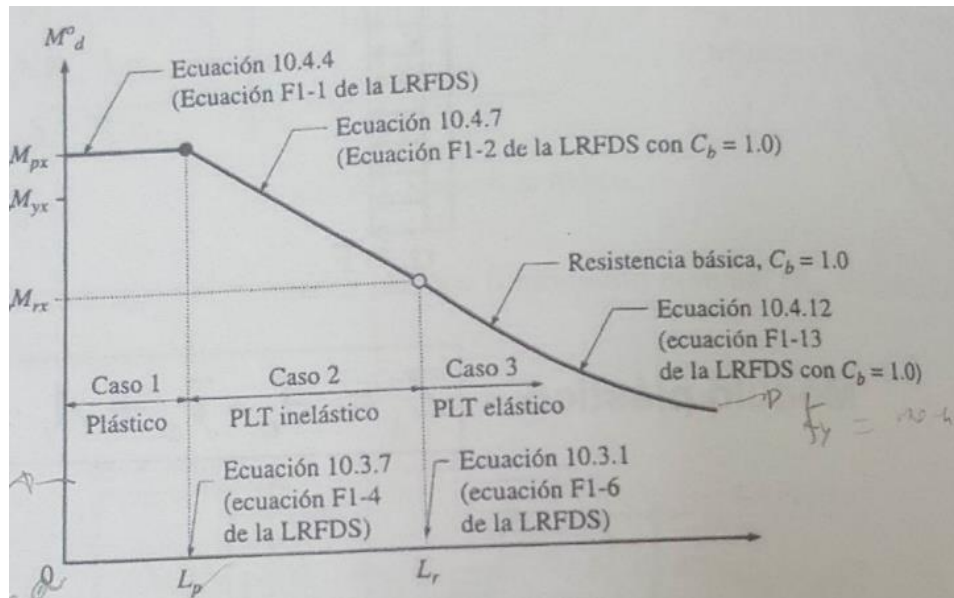 M°d
Ecuación 10.4.4
(Ecuación F1-1 de la LRFDS)
Ecuación 10.4.7
(Ecuación F1-2 de la LRFDS con Cb = 1.0)
Mpx
Myx
Resistencia básica, Cb = 1.0
Mrx
Ecuación 10.4.12
(ecuación F1-13
de la LRFDS con Cb = 1.0)
Caso 1
Caso 2
Caso 3
Plástico
PLT inelástico
PLT elástico
Ecuación 10.3.7
(ecuación F1-4
de la LRFDS)
Ecuación 10.3.1
(ecuación F1-6
de la LRFDS)
0
Lp
Lr